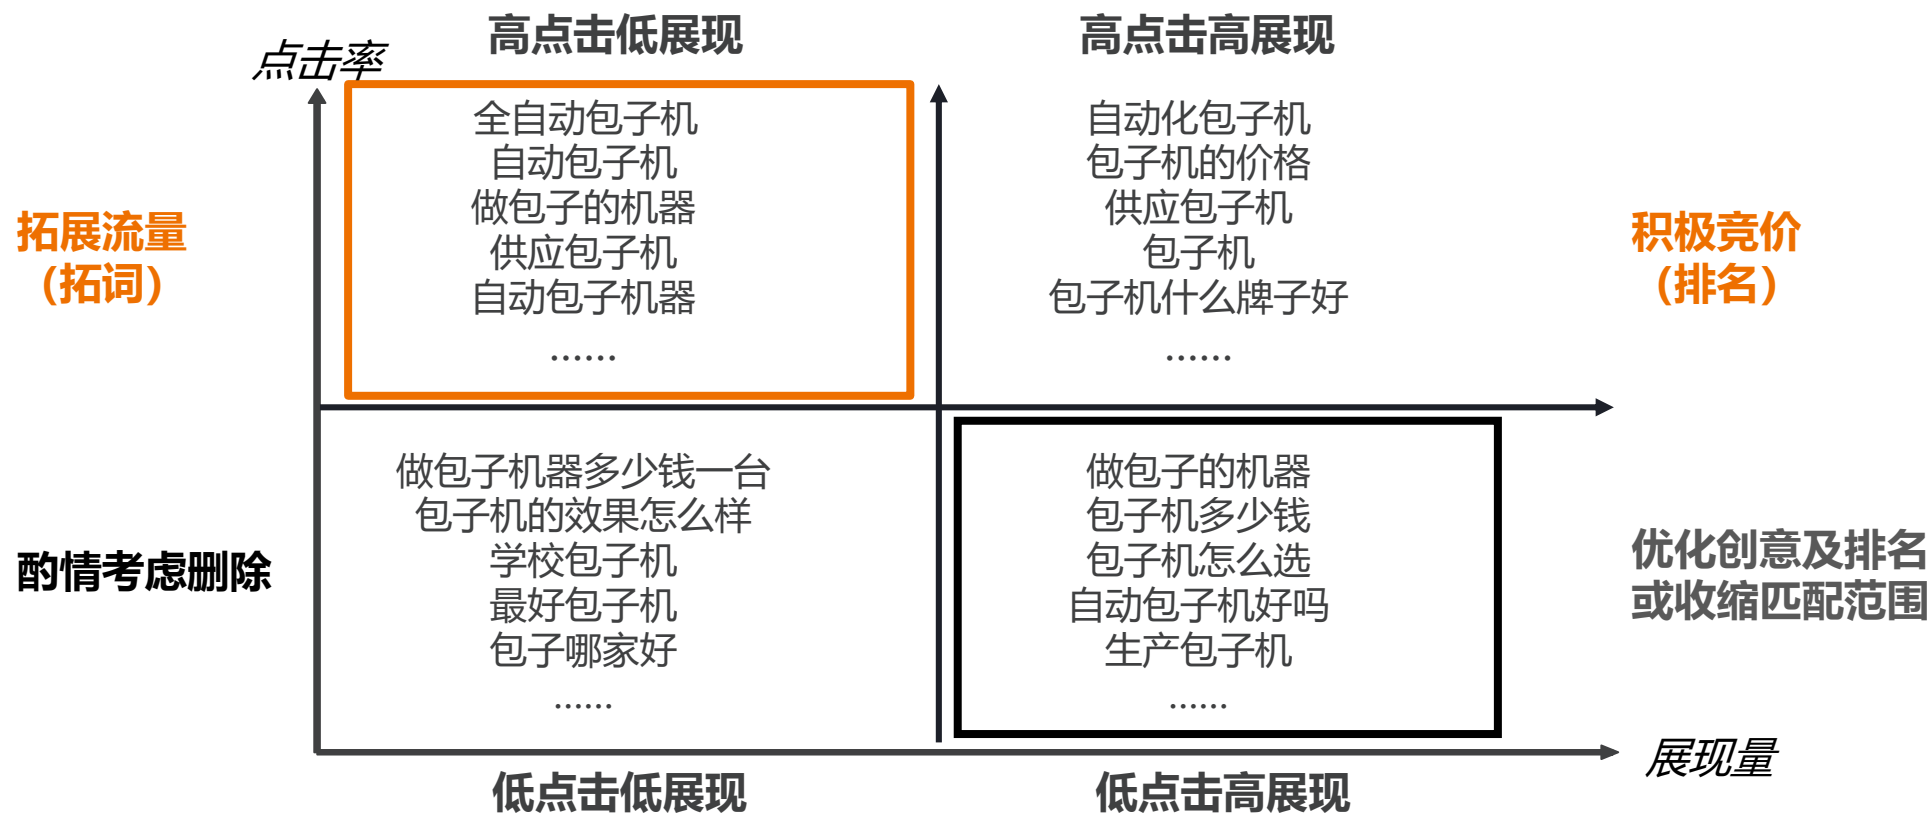 高点击低展现
高点击高展现
点击率
全自动包子机
自动包子机
做包子的机器
供应包子机
自动包子机器
......
自动化包子机
包子机的价格
供应包子机
包子机
包子机什么牌子好
......
拓展流量
（拓词）
积极竞价
（排名）
做包子机器多少钱一台
包子机的效果怎么样
学校包子机
最好包子机
包子哪家好
......
做包子的机器
包子机多少钱
包子机怎么选
自动包子机好吗
生产包子机
......
酌情考虑删除
优化创意及排名
或收缩匹配范围
展现量
低点击低展现
低点击高展现